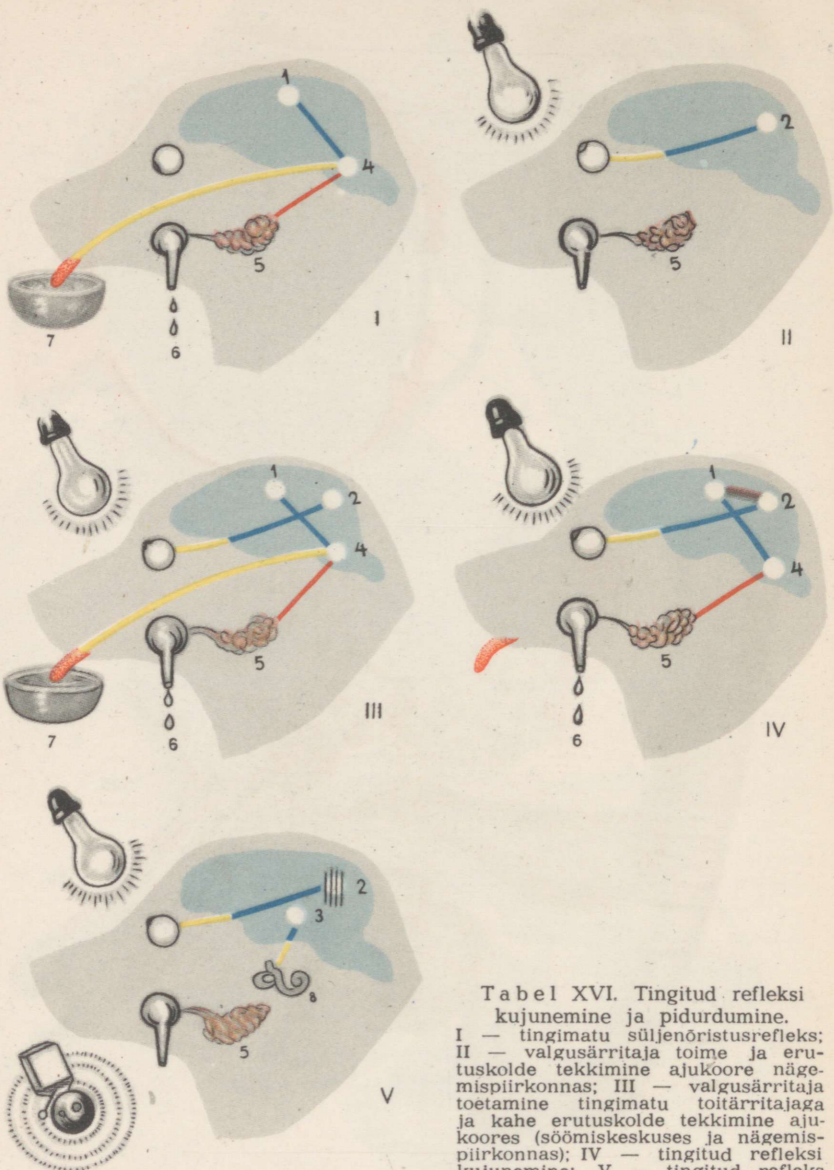 1
4
5
7
6
I
2
5
II
1
2
4
5
7
6
III
1
2
4
5
6
IV
2
3
8
5
V
Tabel XVI. Tingitud refleksi
kujunemine ja pidurdumine.
I — tingimatu süljenõristusrefleks;
II — valgusärritaja toime ja eru-
tuskolde tekkimine ajukoore näge-
mispiirkonnas; III — valgusärritaja
toetamine tingimatu toitärritajaga
ja kahe erutuskolde tekkimine aju-
koores (söömiskeskuses ja nägemis-
piirkonnas); IV — tingitud refleksi
kujunemine; V — tingitud refleks